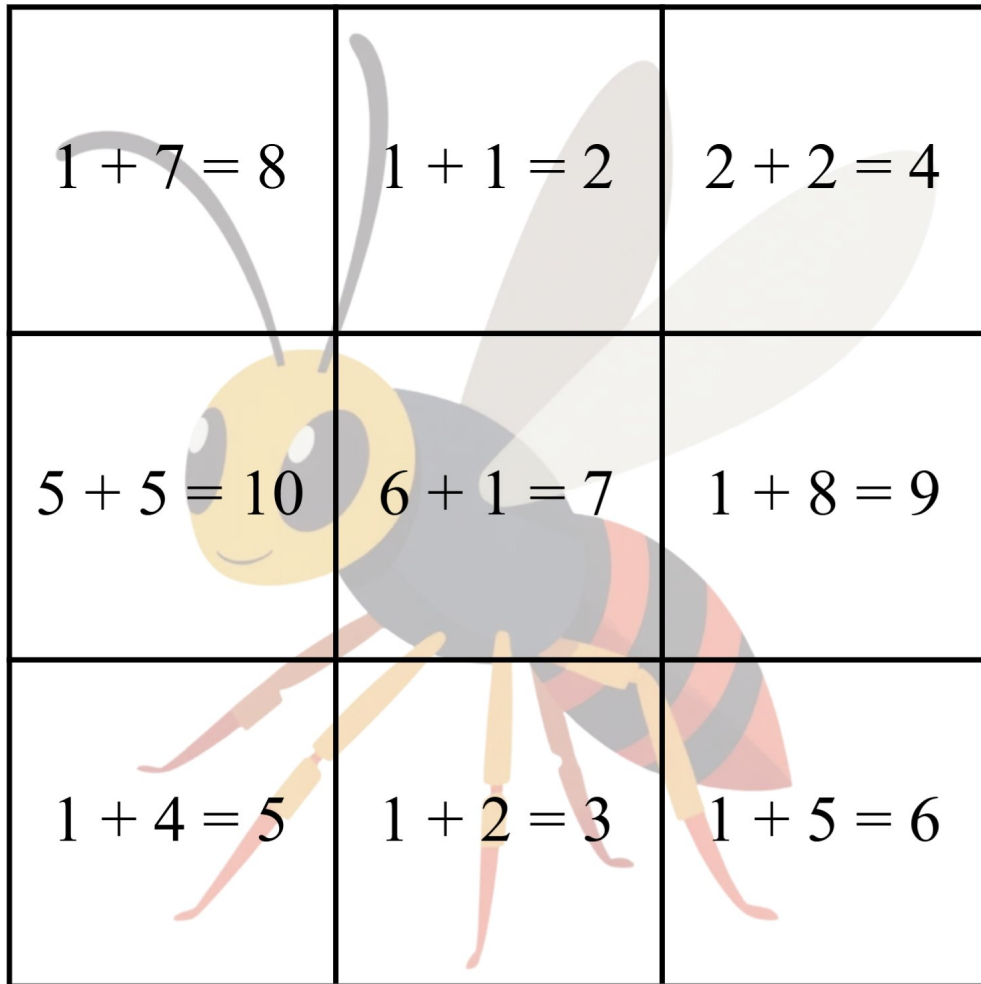 1 + 7 = 8
1 + 1 = 2
2 + 2 = 4
5 + 5 = 10
6 + 1 = 7
1 + 8 = 9
1 + 4 = 5
1 + 2 = 3
1 + 5 = 6